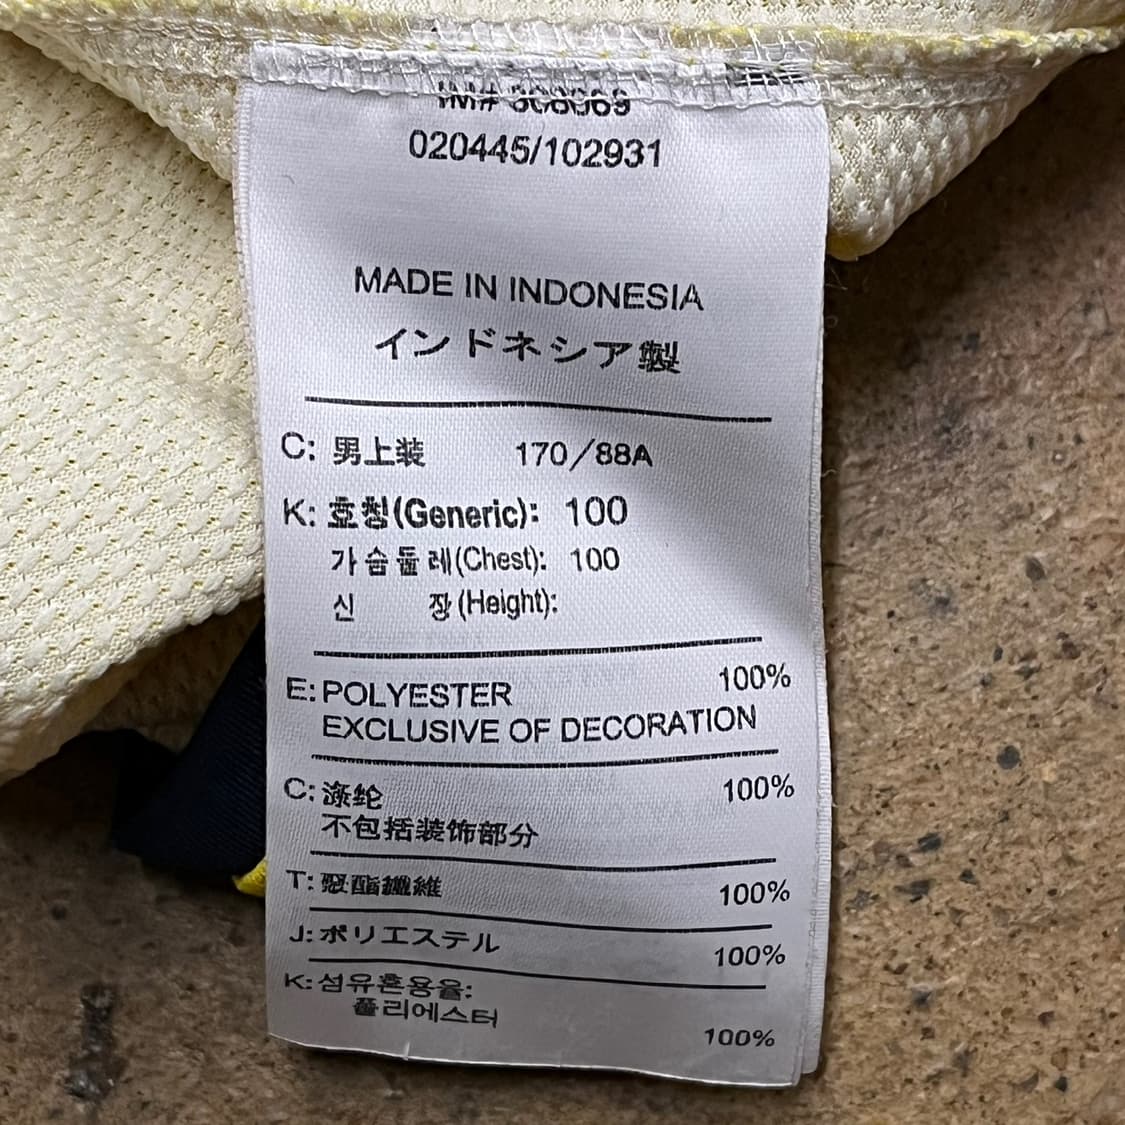 020445/102931
MADE IN INDONESIA
インドネシア製
C: 男上装 170/88A
K: 호칭(Generic): 100
가슴둘레(Chest): 100
신 장(Height):
E: POLYESTER 100%
EXCLUSIVE OF DECORATION
C: 涤纶 100%
不包括装饰部分
T: 聚酯纖維 100%
J: ポリエステル 100%
K: 섬유혼용율:
폴리에스터 100%